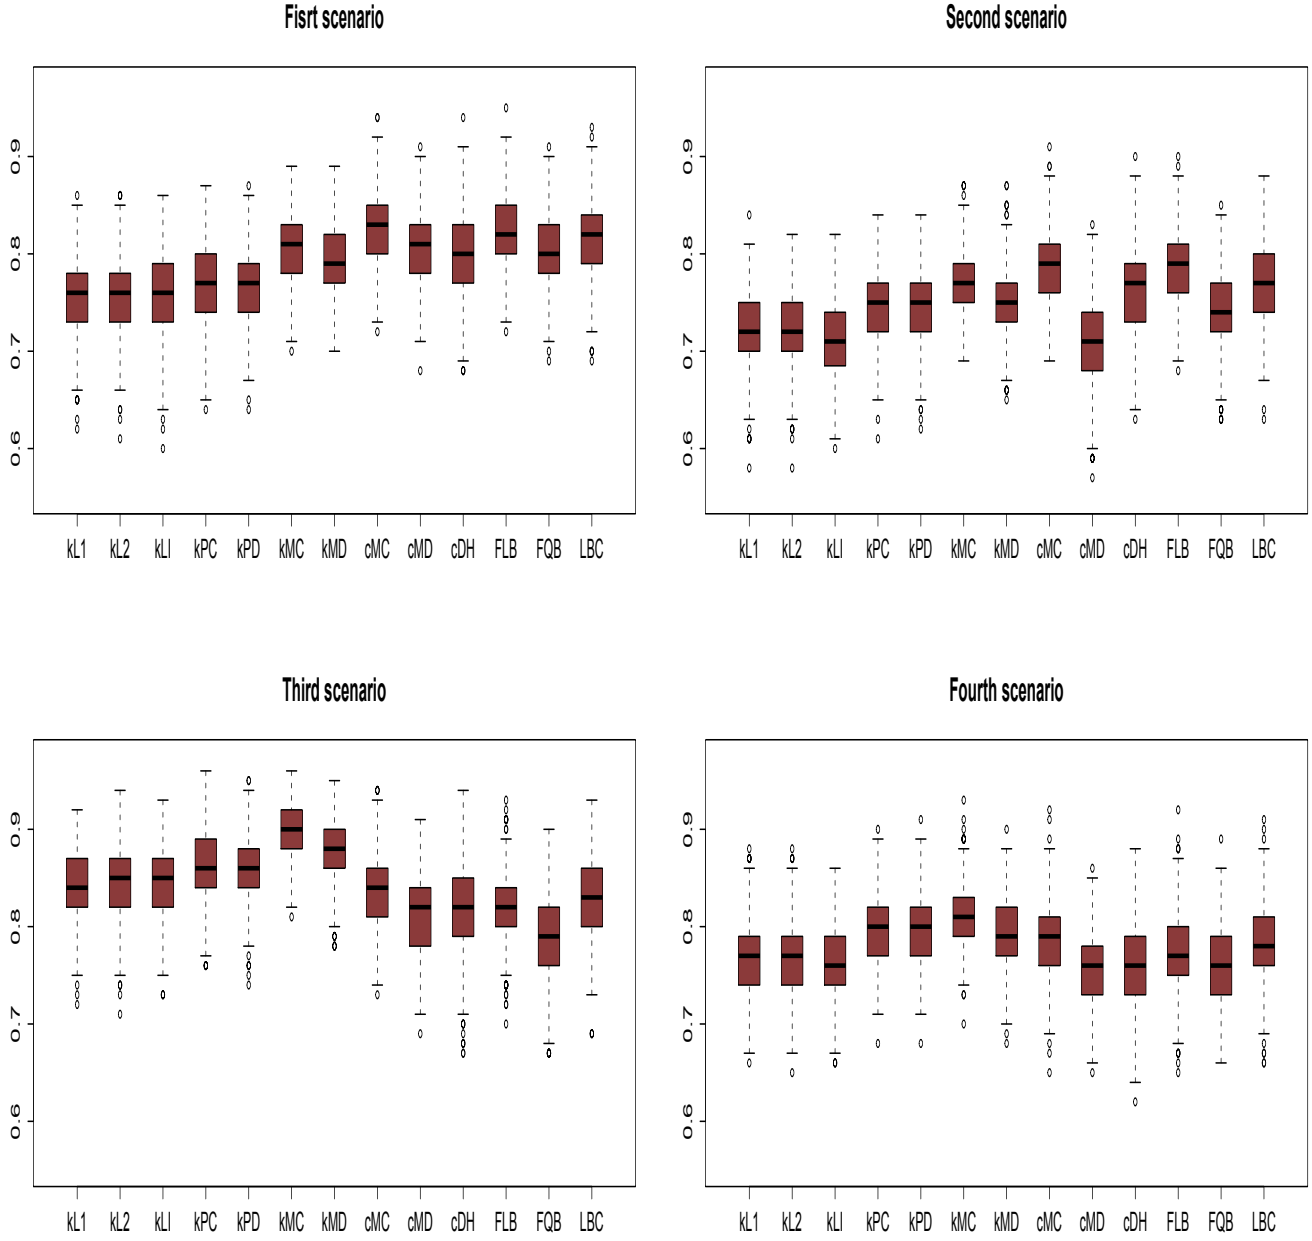 Fisrt scenario
0.9
0.8
0.7
0.6
kL1 kL2 kLI kPC kPD kMC kMD cMC cMD cDH FLB FQB LBC
Second scenario
0.9
0.8
0.7
0.6
kL1 kL2 kLI kPC kPD kMC kMD cMC cMD cDH FLB FQB LBC
Third scenario
0.9
0.8
0.7
0.6
kL1 kL2 kLI kPC kPD kMC kMD cMC cMD cDH FLB FQB LBC
Fourth scenario
0.9
0.8
0.7
0.6
kL1 kL2 kLI kPC kPD kMC kMD cMC cMD cDH FLB FQB LBC